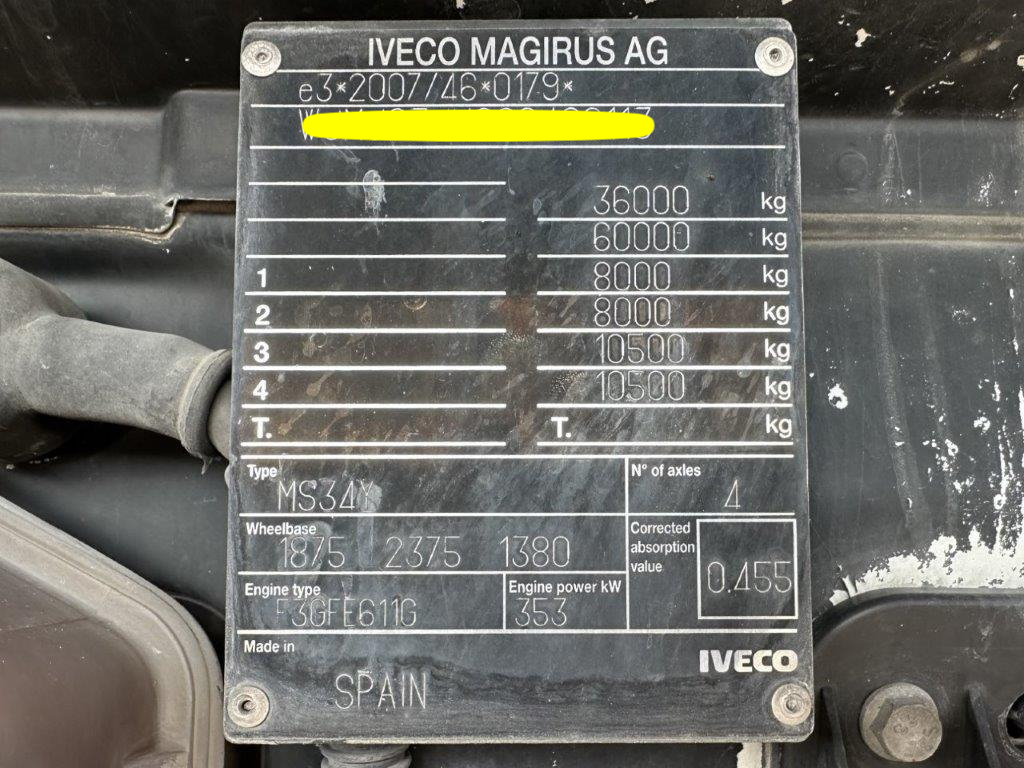 IVECO MAGIRUS AG
e3*2007/46*0179*
36000 kg
60000 kg
1 8000 kg
2 8000 kg
3 10500 kg
4 10500 kg
T. T. kg
Type MS34Y N° of axles 4
Wheelbase 1875 2375 1380
Corrected absorption value 0.455
Engine type F3GFE611G Engine power kW 353
Made in SPAIN
IVECO